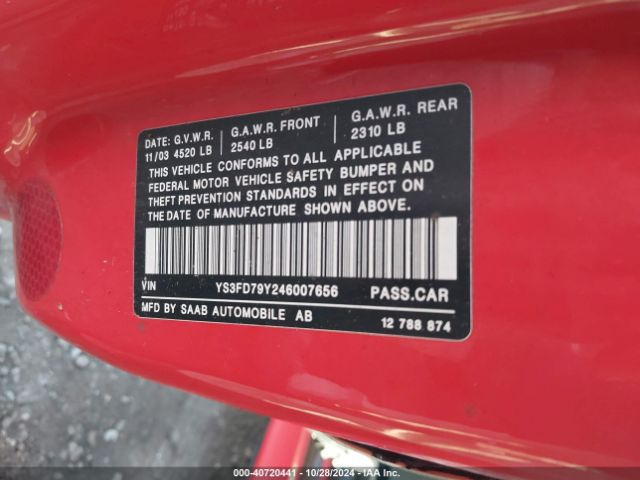 DATE: G.V.W.R. G.A.W.R. FRONT G.A.W.R. REAR
11/03 4520 LB 2540 LB 2310 LB
THIS VEHICLE CONFORMS TO ALL APPLICABLE
FEDERAL MOTOR VEHICLE SAFETY BUMPER AND
THEFT PREVENTION STANDARDS IN EFFECT ON
THE DATE OF MANUFACTURE SHOWN ABOVE.
VIN YS3FD79Y246007656 PASS.CAR
MFD BY SAAB AUTOMOBILE AB
12 788 874
000-40720441 - 10/28/2024 - IAA Inc.